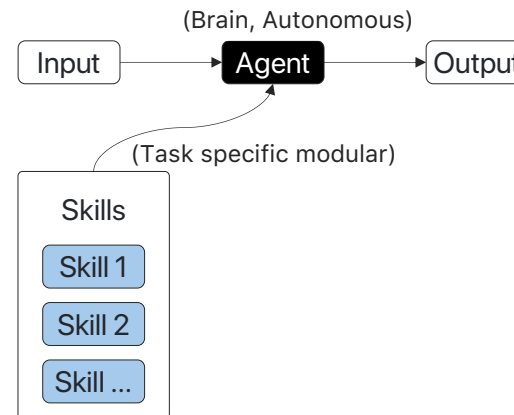 (Brain, Autonomous)
Input
Agent
Output
(Task specific modular)
Skills
Skill 1
Skill 2
Skill ...